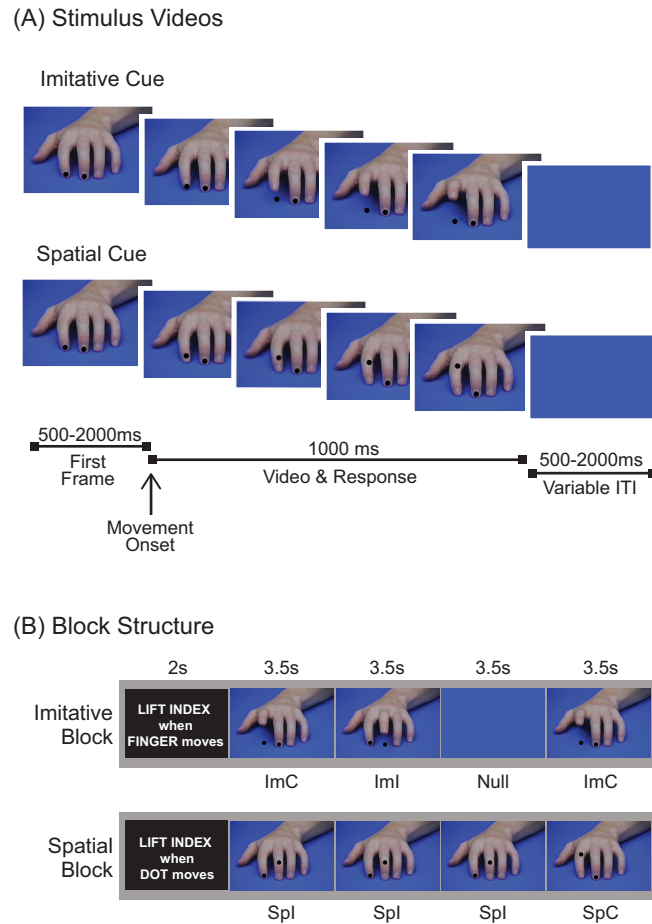 (A) Stimulus Videos
Imitative Cue
Spatial Cue
500-2000ms
First
Frame
1000 ms
Video & Response
500-2000ms
Variable ITI
Movement
Onset
(B) Block Structure
2s 3.5s 3.5s 3.5s 3.5s
Imitative
Block
LIFT INDEX
when
FINGER moves
ImC ImI Null ImC
Spatial
Block
LIFT INDEX
when
DOT moves
SpI SpI SpI SpC